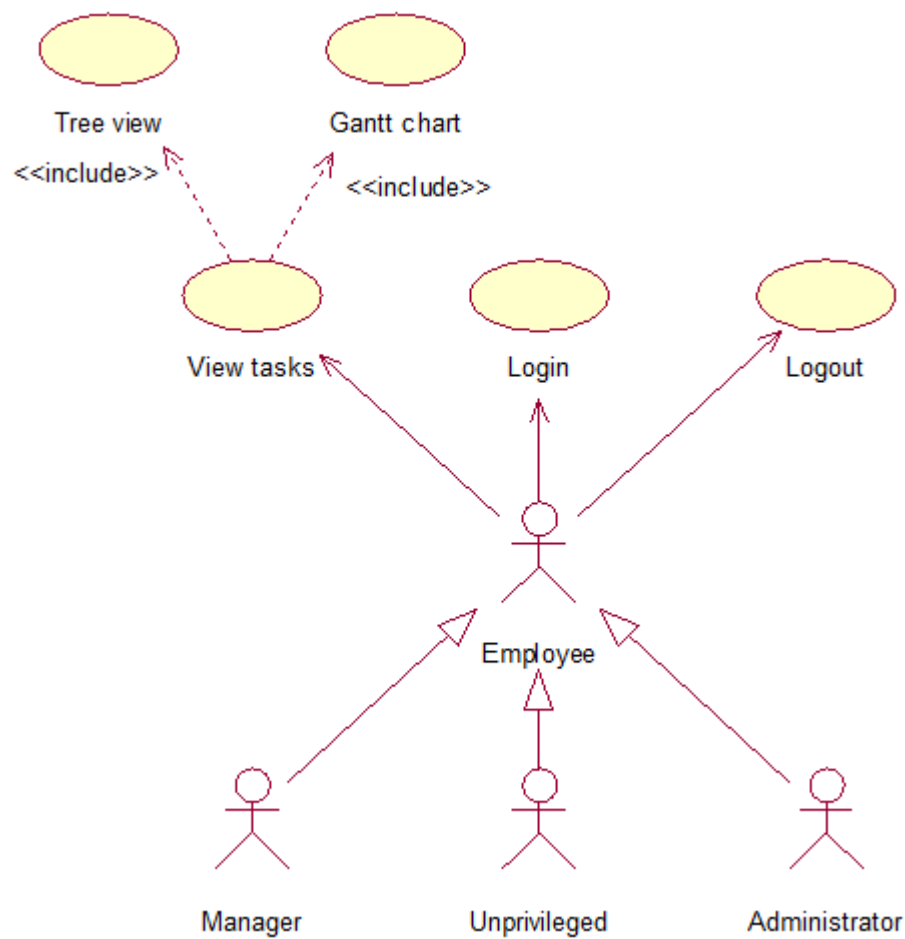 Tree view
Gantt chart
<<include>>
<<include>>
View tasks
Login
Logout
Employee
Manager
Unprivileged
Administrator